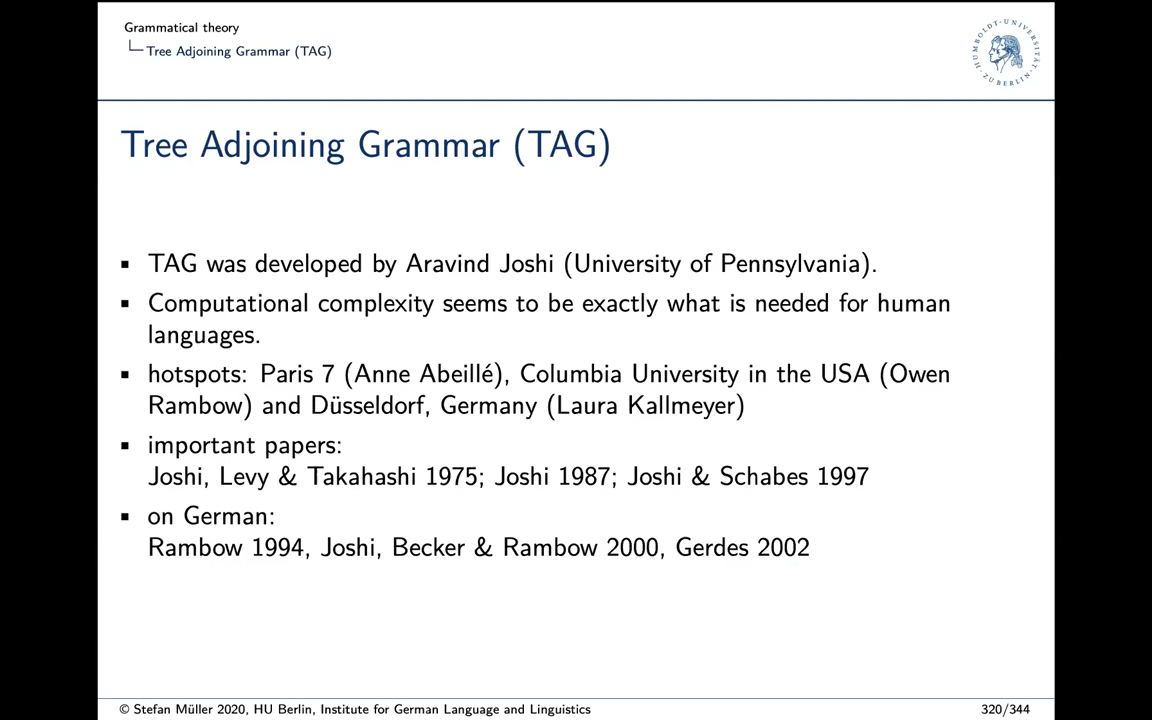 Grammatical theory
Tree Adjoining Grammar (TAG)
HUMBOLDT-UNIVERSITÄT · ZU BERLIN ·
Tree Adjoining Grammar (TAG)
▪ TAG was developed by Aravind Joshi (University of Pennsylvania).
▪ Computational complexity seems to be exactly what is needed for human
languages.
▪ hotspots: Paris 7 (Anne Abeillé), Columbia University in the USA (Owen
Rambow) and Düsseldorf, Germany (Laura Kallmeyer)
▪ important papers:
Joshi, Levy & Takahashi 1975; Joshi 1987; Joshi & Schabes 1997
▪ on German:
Rambow 1994, Joshi, Becker & Rambow 2000, Gerdes 2002
© Stefan Müller 2020, HU Berlin, Institute for German Language and Linguistics 320/344